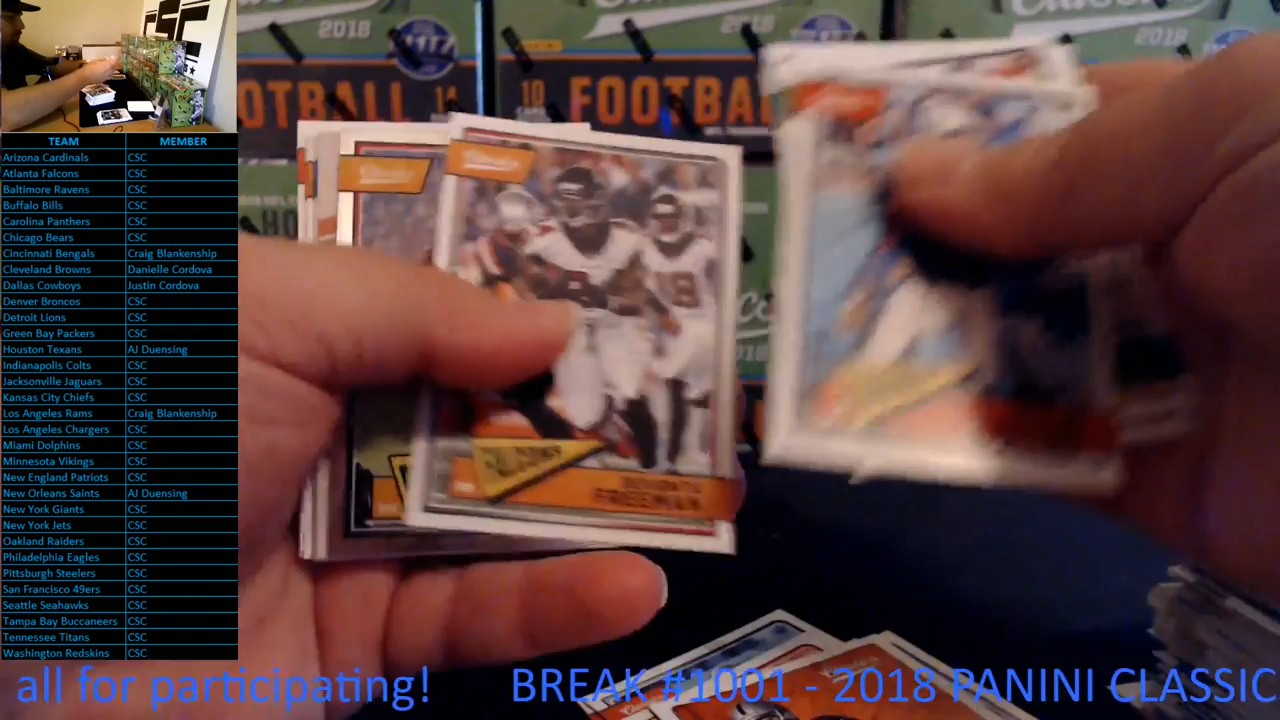 TEAM MEMBER
Arizona Cardinals CSC
Atlanta Falcons CSC
Baltimore Ravens CSC
Buffalo Bills CSC
Carolina Panthers CSC
Chicago Bears CSC
Cincinnati Bengals Craig Blankenship
Cleveland Browns Danielle Cordova
Dallas Cowboys Justin Cordova
Denver Broncos CSC
Detroit Lions CSC
Green Bay Packers CSC
Houston Texans AJ Duensing
Indianapolis Colts CSC
Jacksonville Jaguars CSC
Kansas City Chiefs CSC
Los Angeles Rams Craig Blankenship
Los Angeles Chargers CSC
Miami Dolphins CSC
Minnesota Vikings CSC
New England Patriots CSC
New Orleans Saints AJ Duensing
New York Giants CSC
New York Jets CSC
Oakland Raiders CSC
Philadelphia Eagles CSC
Pittsburgh Steelers CSC
San Francisco 49ers CSC
Seattle Seahawks CSC
Tampa Bay Buccaneers CSC
Tennessee Titans CSC
Washington Redskins CSC
2018
2018
OTBALL 14
10 FOOTBA
2018
18
FREEMAN
all for participating! BREAK #1001 - 2018 PANINI CLASSIC